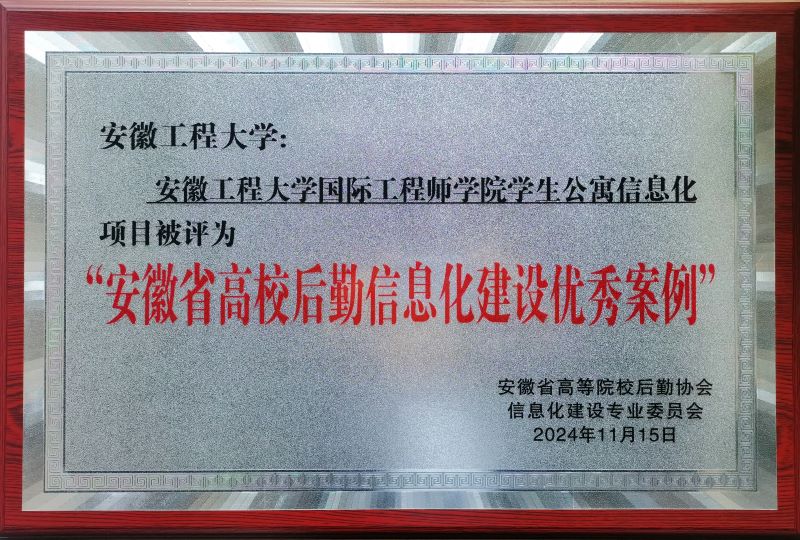 安徽工程大学:
安徽工程大学国际工程师学院学生公寓信息化
项目被评为
“安徽省高校后勤信息化建设优秀案例”
安徽省高等院校后勤协会
信息化建设专业委员会
2024年11月15日